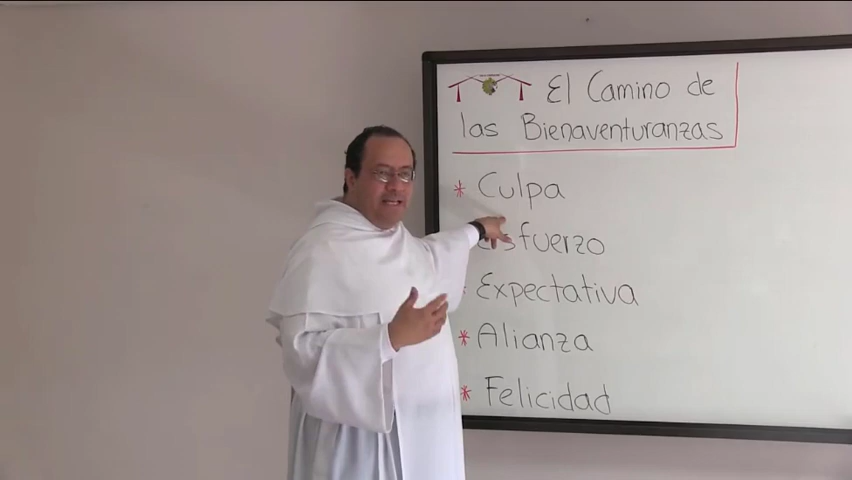 El Camino de
las Bienaventuranzas
* Culpa
Esfuerzo
* Expectativa
* Alianza
* Felicidad